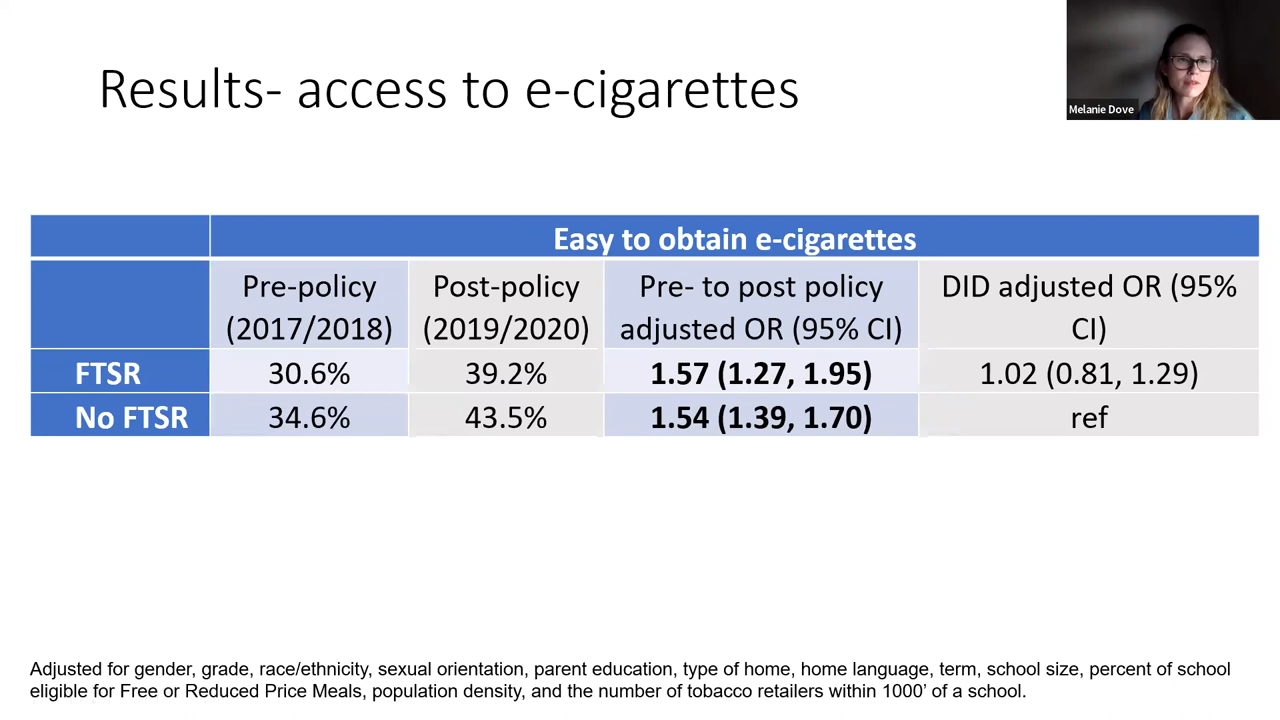 Results- access to e-cigarettes
Melanie Dove
Easy to obtain e-cigarettes
Pre-policy (2017/2018) Post-policy (2019/2020) Pre- to post policy adjusted OR (95% CI) DID adjusted OR (95% CI)
FTSR 30.6% 39.2% 1.57 (1.27, 1.95) 1.02 (0.81, 1.29)
No FTSR 34.6% 43.5% 1.54 (1.39, 1.70) ref
Adjusted for gender, grade, race/ethnicity, sexual orientation, parent education, type of home, home language, term, school size, percent of school
eligible for Free or Reduced Price Meals, population density, and the number of tobacco retailers within 1000’ of a school.